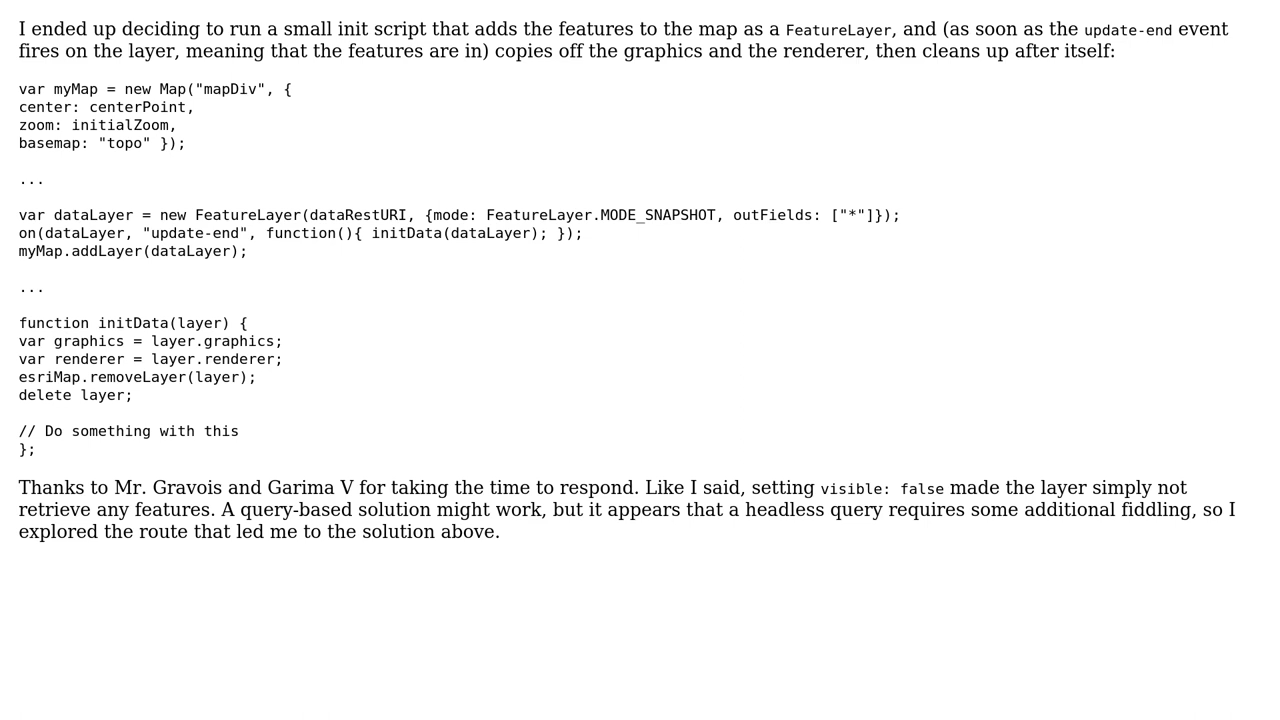 I ended up deciding to run a small init script that adds the features to the map as a FeatureLayer, and (as soon as the update-end event
fires on the layer, meaning that the features are in) copies off the graphics and the renderer, then cleans up after itself:
var myMap = new Map("mapDiv", {
center: centerPoint,
zoom: initialZoom,
basemap: "topo" });
...
var dataLayer = new FeatureLayer(dataRestURI, {mode: FeatureLayer.MODE_SNAPSHOT, outFields: ["*"]});
on(dataLayer, "update-end", function(){ initData(dataLayer); });
myMap.addLayer(dataLayer);
...
function initData(layer) {
var graphics = layer.graphics;
var renderer = layer.renderer;
esriMap.removeLayer(layer);
delete layer;
// Do something with this
};
Thanks to Mr. Gravois and Garima V for taking the time to respond. Like I said, setting visible: false made the layer simply not
retrieve any features. A query-based solution might work, but it appears that a headless query requires some additional fiddling, so I
explored the route that led me to the solution above.